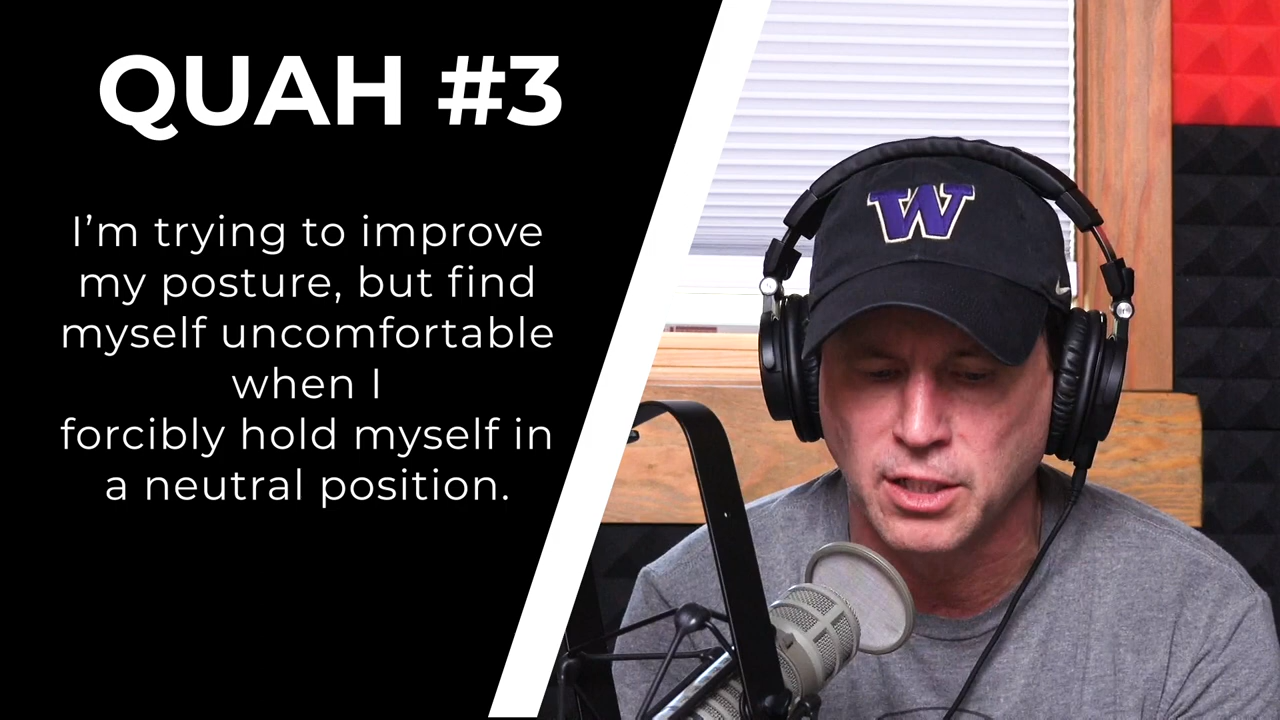 QUAH #3
I’m trying to improve
my posture, but find
myself uncomfortable
when I
forcibly hold myself in
a neutral position.
W